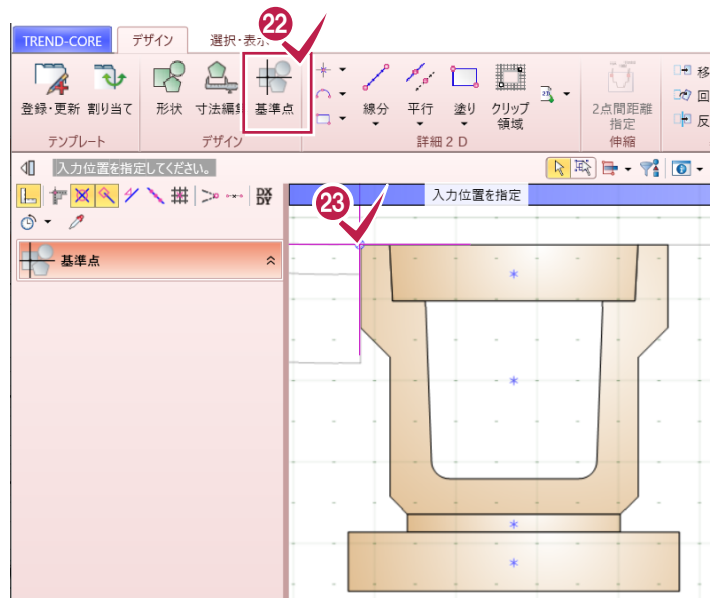 22
TREND-CORE デザイン 選択・表示
登録・更新 割り当て 形状 寸法編集 基準点 線分 平行 塗り クリップ領域 2点間距離指定 移
回
反
テンプレート デザイン 詳細2D 伸縮
入力位置を指定してください。
DX
DY
23 入力位置を指定
基準点